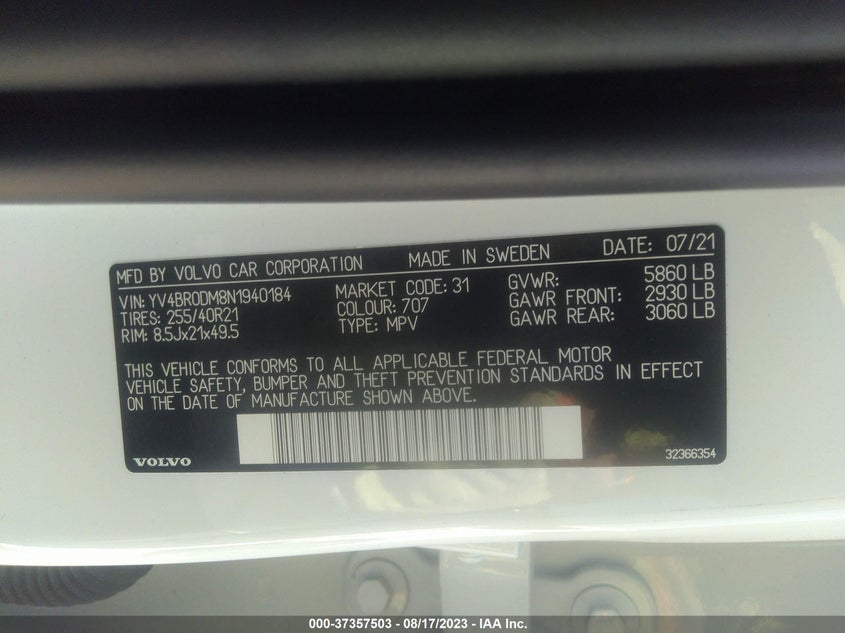 MFD BY VOLVO CAR CORPORATION MADE IN SWEDEN DATE: 07/21
VIN: YV4BR0DM8N1940184 MARKET CODE: 31 GVWR: 5860 LB
TIRES: 255/40R21 COLOUR: 707 GAWR FRONT: 2930 LB
RIM: 8.5Jx21x49.5 TYPE: MPV GAWR REAR: 3060 LB
THIS VEHICLE CONFORMS TO ALL APPLICABLE FEDERAL MOTOR
VEHICLE SAFETY, BUMPER AND THEFT PREVENTION STANDARDS IN EFFECT
ON THE DATE OF MANUFACTURE SHOWN ABOVE.
VOLVO 32366354
000-37357503 - 08/17/2023 - IAA Inc.